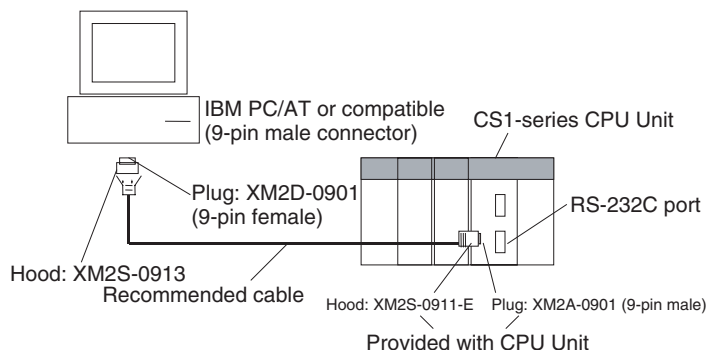 IBM PC/AT or compatible
(9-pin male connector)
CS1-series CPU Unit
Plug: XM2D-0901
(9-pin female)
RS-232C port
Hood: XM2S-0913
Recommended cable
Hood: XM2S-0911-E
Plug: XM2A-0901 (9-pin male)
Provided with CPU Unit